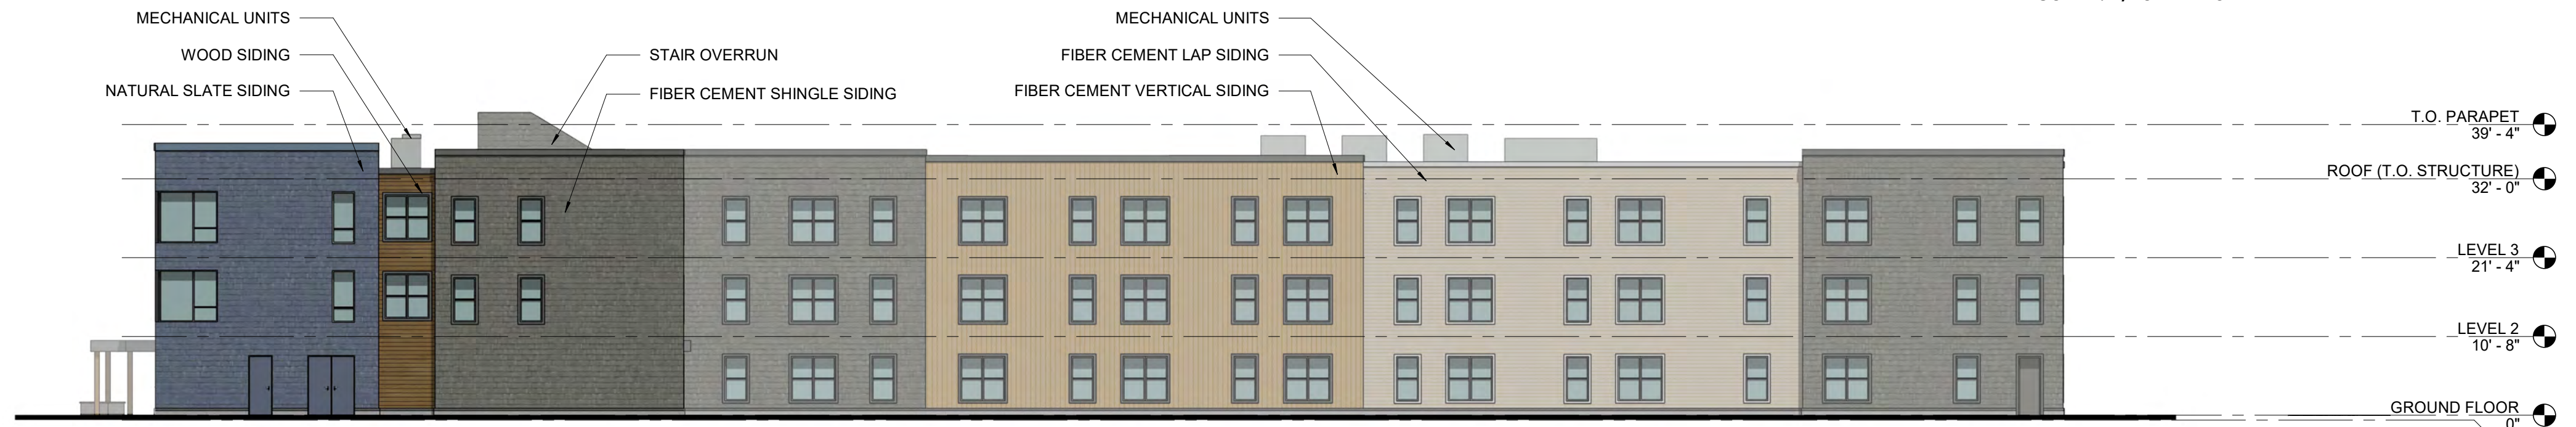 MECHANICAL UNITS
WOOD SIDING
NATURAL SLATE SIDING
STAIR OVERRUN
FIBER CEMENT SHINGLE SIDING
MECHANICAL UNITS
FIBER CEMENT LAP SIDING
FIBER CEMENT VERTICAL SIDING
T.O. PARAPET
39' - 4"
ROOF (T.O. STRUCTURE)
32' - 0"
LEVEL 3
21' - 4"
LEVEL 2
10' - 8"
GROUND FLOOR
0"